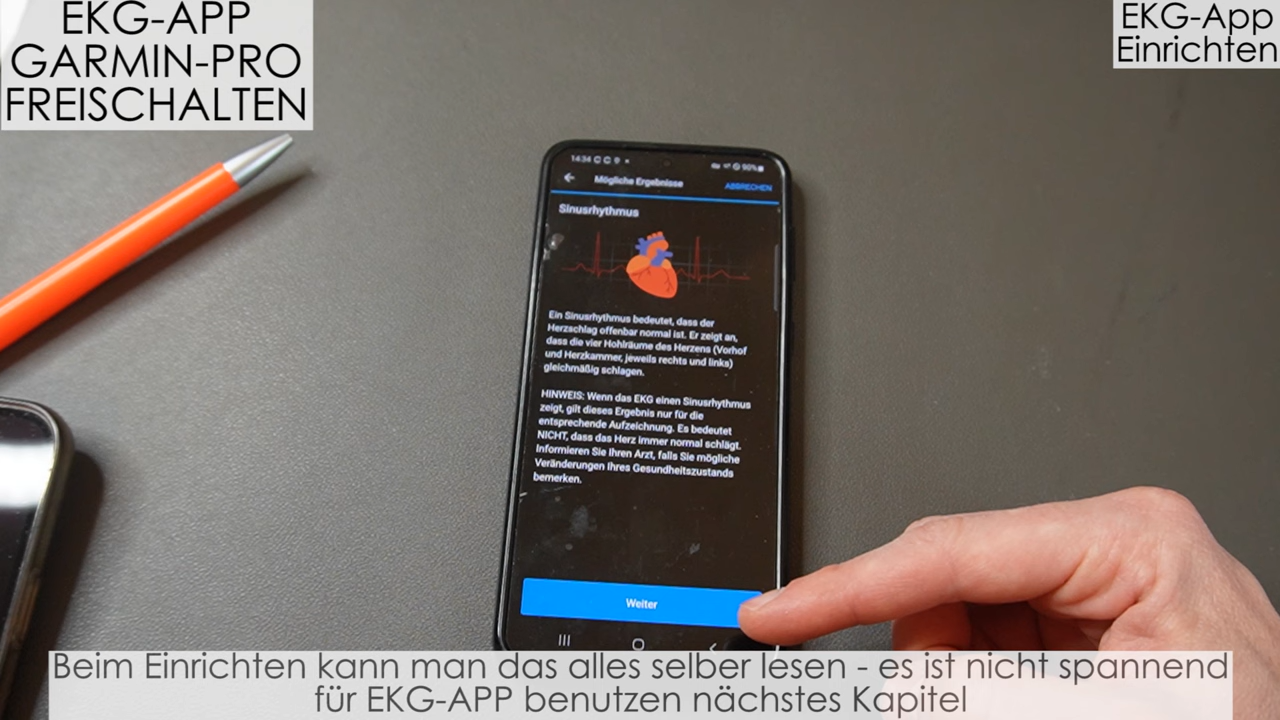 EKG-APP
GARMIN-PRO
FREISCHALTEN
EKG-App
Einrichten
14:34
90%
Mögliche Ergebnisse
ABBRECHEN
Sinusrhythmus
Ein Sinusrhythmus bedeutet, dass der
Herzschlag offenbar normal ist. Er zeigt an,
dass die vier Hohlräume des Herzens (Vorhof
und Herzkammer, jeweils rechts und links)
gleichmäßig schlagen.
HINWEIS: Wenn das EKG einen Sinusrhythmus
zeigt, gilt dieses Ergebnis nur für die
entsprechende Aufzeichnung. Es bedeutet
NICHT, dass das Herz immer normal schlägt.
Informieren Sie Ihren Arzt, falls Sie mögliche
Veränderungen Ihres Gesundheitszustands
bemerken.
Weiter
Beim Einrichten kann man das alles selber lesen - es ist nicht spannend
für EKG-APP benutzen nächstes Kapitel